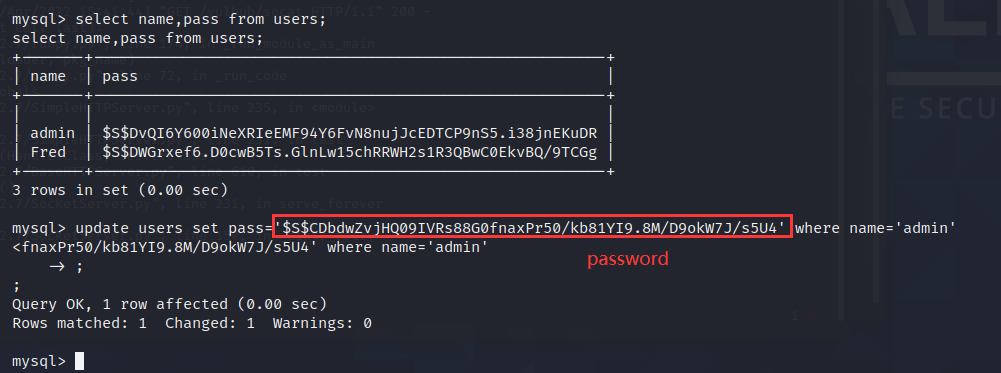 mysql> select name,pass from users;
select name,pass from users;
+-------+---------------------------------------------------------+
| name | pass |
+-------+---------------------------------------------------------+
| | |
| admin | $S$DvQI6Y600iNeXRIeEMF94Y6FvN8nujJcEDTCP9nS5.i38jnEKuDR |
| Fred | $S$DWGrxef6.D0cwB5Ts.GlnLw15chRRWH2s1R3QBwC0EkvBQ/9TCGg |
+-------+---------------------------------------------------------+
3 rows in set (0.00 sec)
mysql> update users set pass='$S$CDbdwZvjHQ09IVRs88G0fnaxPr50/kb81YI9.8M/D9okW7J/s5U4' where name='admin'
<fnaxPr50/kb81YI9.8M/D9okW7J/s5U4' where name='admin'
password
-> ;
;
Query OK, 1 row affected (0.00 sec)
Rows matched: 1 Changed: 1 Warnings: 0
mysql>